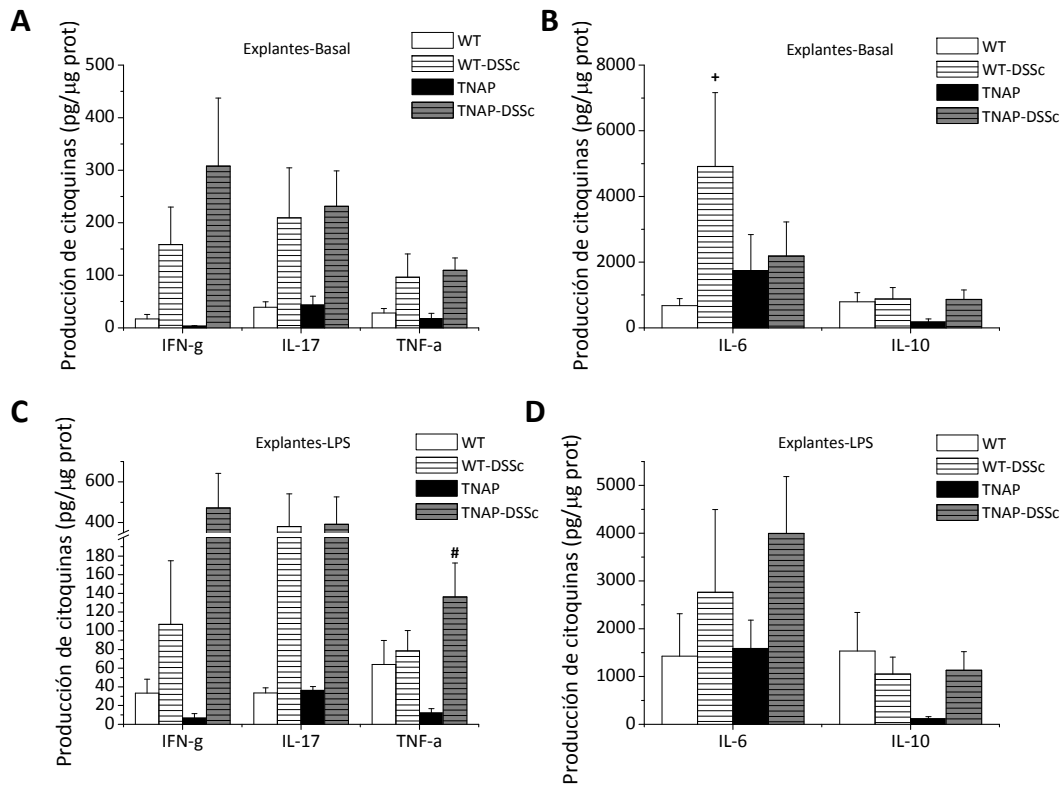 A
Explantes-Basal
WT
WT-DSSc
TNAP
TNAP-DSSc
Producción de citoquinas (pg/μg prot)
500
400
300
200
100
0
IFN-g IL-17 TNF-a
B
Explantes-Basal
WT
WT-DSSc
TNAP
TNAP-DSSc
Producción de citoquinas (pg/μg prot)
8000
6000
4000
2000
0
+
IL-6 IL-10
C
Explantes-LPS
WT
WT-DSSc
TNAP
TNAP-DSSc
Producción de citoquinas (pg/μg prot)
600
400
180
160
140
120
100
80
60
40
20
0
#
IFN-g IL-17 TNF-a
D
Explantes-LPS
WT
WT-DSSc
TNAP
TNAP-DSSc
Producción de citoquinas (pg/μg prot)
5000
4000
3000
2000
1000
0
IL-6 IL-10